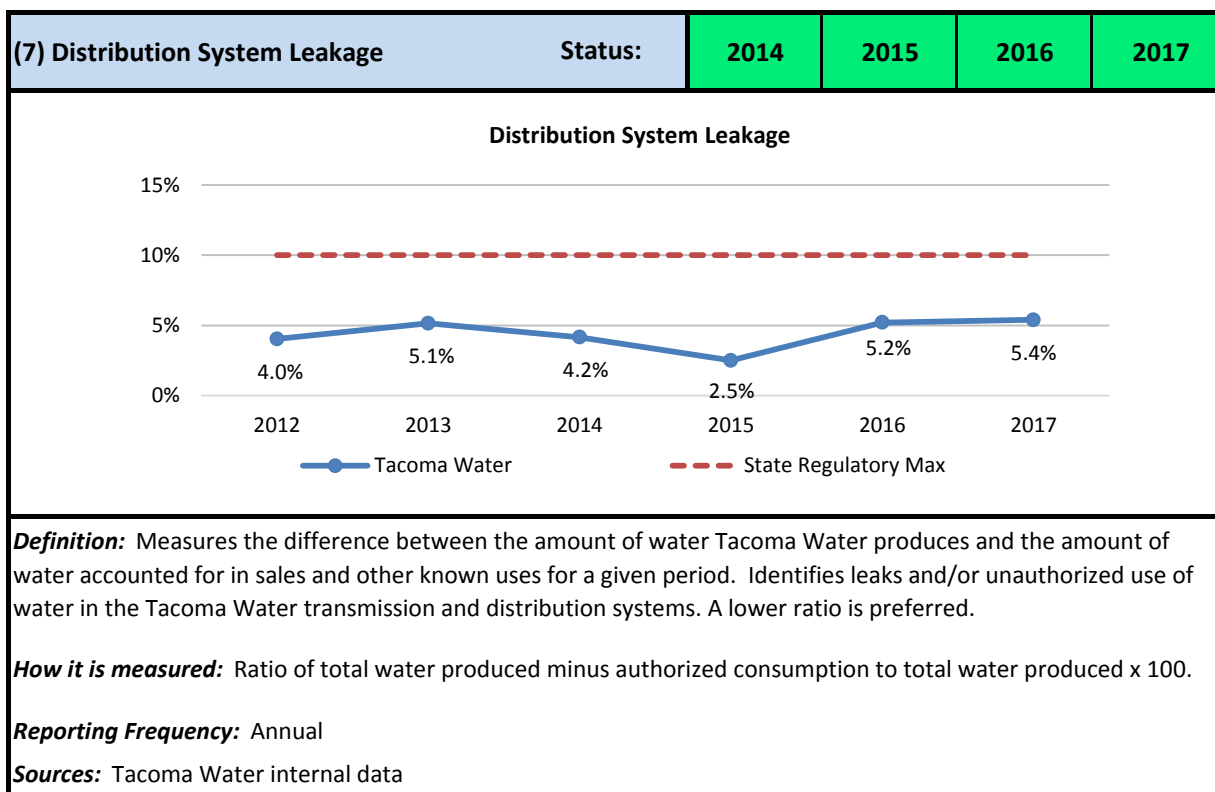 (7) Distribution System Leakage Status: 2014 2015 2016 2017
Distribution System Leakage
15%
10%
5%
0%
4.0%
5.1%
4.2%
2.5%
5.2%
5.4%
2012 2013 2014 2015 2016 2017
Tacoma Water State Regulatory Max
Definition: Measures the difference between the amount of water Tacoma Water produces and the amount of
water accounted for in sales and other known uses for a given period. Identifies leaks and/or unauthorized use of
water in the Tacoma Water transmission and distribution systems. A lower ratio is preferred.
How it is measured: Ratio of total water produced minus authorized consumption to total water produced x 100.
Reporting Frequency: Annual
Sources: Tacoma Water internal data